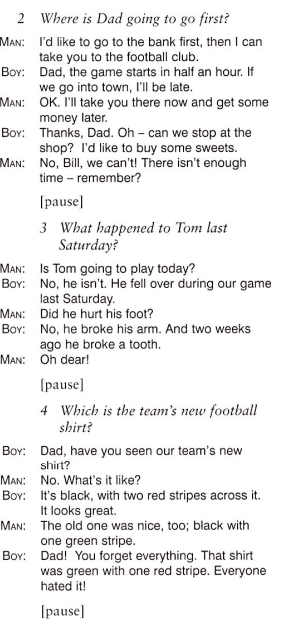 2 Where is Dad going to go first?
MAN: I'd like to go to the bank first, then I can
take you to the football club.
BOY: Dad, the game starts in half an hour. If
we go into town, I'll be late.
MAN: OK. I'll take you there now and get some
money later.
BOY: Thanks, Dad. Oh – can we stop at the
shop? I'd like to buy some sweets.
MAN: No, Bill, we can't! There isn't enough
time – remember?
[pause]
3 What happened to Tom last
Saturday?
MAN: Is Tom going to play today?
BOY: No, he isn't. He fell over during our game
last Saturday.
MAN: Did he hurt his foot?
BOY: No, he broke his arm. And two weeks
ago he broke a tooth.
MAN: Oh dear!
[pause]
4 Which is the team's new football
shirt?
BOY: Dad, have you seen our team's new
shirt?
MAN: No. What's it like?
BOY: It's black, with two red stripes across it.
It looks great.
MAN: The old one was nice, too; black with
one green stripe.
BOY: Dad! You forget everything. That shirt
was green with one red stripe. Everyone
hated it!
[pause]